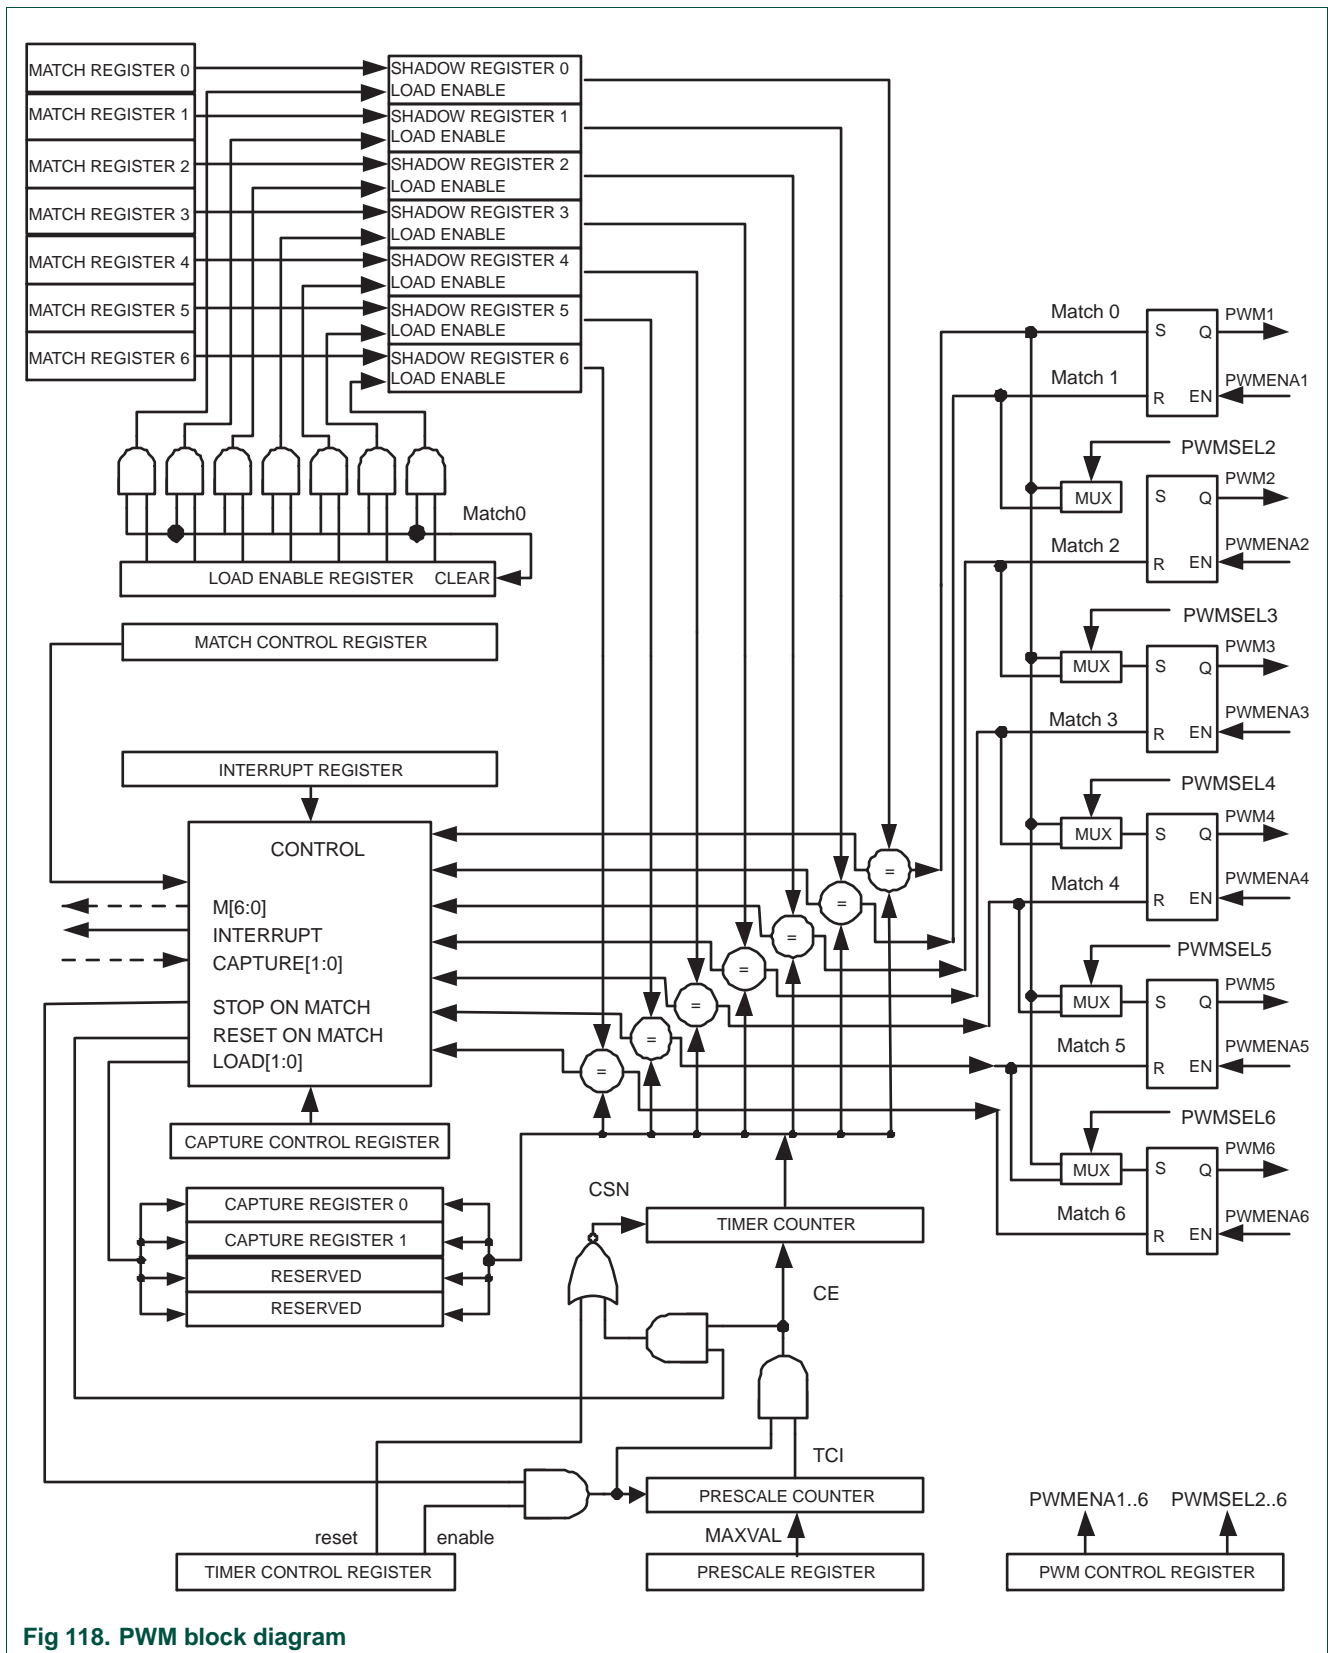 MATCH REGISTER 0
MATCH REGISTER 1
MATCH REGISTER 2
MATCH REGISTER 3
MATCH REGISTER 4
MATCH REGISTER 5
MATCH REGISTER 6
SHADOW REGISTER 0
LOAD ENABLE
SHADOW REGISTER 1
LOAD ENABLE
SHADOW REGISTER 2
LOAD ENABLE
SHADOW REGISTER 3
LOAD ENABLE
SHADOW REGISTER 4
LOAD ENABLE
SHADOW REGISTER 5
LOAD ENABLE
SHADOW REGISTER 6
LOAD ENABLE
Match0
LOAD ENABLE REGISTER CLEAR
MATCH CONTROL REGISTER
INTERRUPT REGISTER
CONTROL
M[6:0]
INTERRUPT
CAPTURE[1:0]
STOP ON MATCH
RESET ON MATCH
LOAD[1:0]
CAPTURE CONTROL REGISTER
CAPTURE REGISTER 0
CAPTURE REGISTER 1
RESERVED
RESERVED
=
=
=
=
=
=
=
Match 0
S Q
PWM1
Match 1
R EN
PWMENA1
PWMSEL2
MUX
S Q
PWM2
Match 2
R EN
PWMENA2
PWMSEL3
MUX
S Q
PWM3
Match 3
R EN
PWMENA3
PWMSEL4
MUX
S Q
PWM4
Match 4
R EN
PWMENA4
PWMSEL5
MUX
S Q
PWM5
Match 5
R EN
PWMENA5
PWMSEL6
MUX
S Q
PWM6
Match 6
R EN
PWMENA6
CSN
TIMER COUNTER
CE
TCI
PRESCALE COUNTER
MAXVAL
PRESCALE REGISTER
reset
enable
TIMER CONTROL REGISTER
PWMENA1..6
PWMSEL2..6
PWM CONTROL REGISTER
Fig 118. PWM block diagram